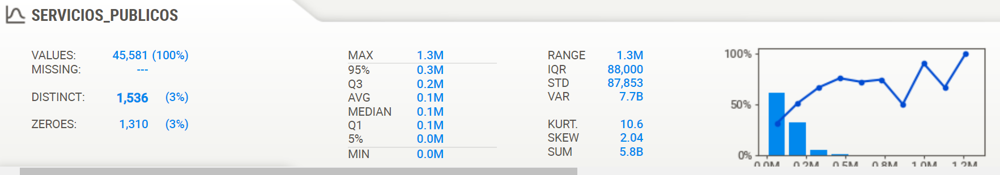 SERVICIOS_PUBLICOS
VALUES: 45,581 (100%)
MISSING: ---
DISTINCT: 1,536 (3%)
ZEROES: 1,310 (3%)
MAX 1.3M
95% 0.3M
Q3 0.2M
AVG 0.1M
MEDIAN 0.1M
Q1 0.1M
5% 0.0M
MIN 0.0M
RANGE 1.3M
IQR 88,000
STD 87,853
VAR 7.7B
KURT. 10.6
SKEW 2.04
SUM 5.8B
100%
50%
0%
0.0M 0.2M 0.5M 0.8M 1.0M 1.2M